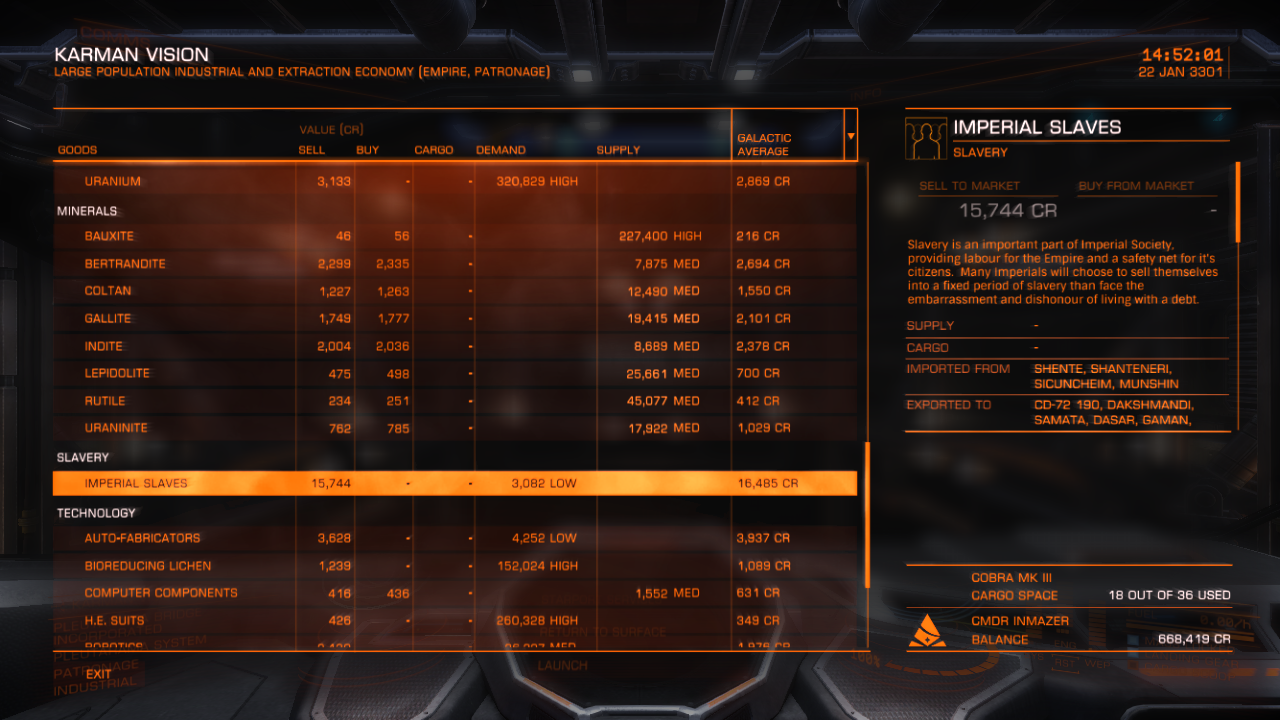 KARMAN VISION
LARGE POPULATION INDUSTRIAL AND EXTRACTION ECONOMY (EMPIRE, PATRONAGE)
14:52:01
22 JAN 3301
VALUE (CR)
GOODS SELL BUY CARGO DEMAND SUPPLY GALACTIC AVERAGE
URANIUM 3,133 - - 320,829 HIGH 2,869 CR
MINERALS
BAUXITE 46 56 - 227,400 HIGH 216 CR
BERTRANDITE 2,299 2,335 - 7,875 MED 2,694 CR
COLTAN 1,227 1,263 - 12,490 MED 1,550 CR
GALLITE 1,749 1,777 - 19,415 MED 2,101 CR
INDITE 2,004 2,036 - 8,689 MED 2,378 CR
LEPIDOLITE 475 498 - 25,661 MED 700 CR
RUTILE 234 251 - 45,077 MED 412 CR
URANINITE 762 785 - 17,922 MED 1,029 CR
SLAVERY
IMPERIAL SLAVES 15,744 - - 3,082 LOW 16,485 CR
TECHNOLOGY
AUTO-FABRICATORS 3,628 - - 4,252 LOW 3,937 CR
BIOREDUCING LICHEN 1,239 - - 152,024 HIGH 1,089 CR
COMPUTER COMPONENTS 416 436 - 1,552 MED 631 CR
H.E. SUITS 426 - - 260,328 HIGH 349 CR
ROBOTICS
RETURN TO SURFACE
LAUNCH
EXIT
PATRONAGE
INDUSTRIAL
IMPERIAL SLAVES
SLAVERY
SELL TO MARKET BUY FROM MARKET
15,744 CR -
Slavery is an important part of Imperial Society,
providing labour for the Empire and a safety net for it's
citizens. Many Imperials will choose to sell themselves
into a fixed period of slavery than face the
embarrassment and dishonour of living with a debt.
SUPPLY -
CARGO -
IMPORTED FROM SHENTE, SHANTENERI,
SICUNCHEIM, MUNSHIN
EXPORTED TO CD-72 190, DAKSHMANDI,
SAMATA, DASAR, GAMAN,
COBRA MK III
CARGO SPACE 18 OUT OF 36 USED
CMDR INMAZER
BALANCE 668,419 CR